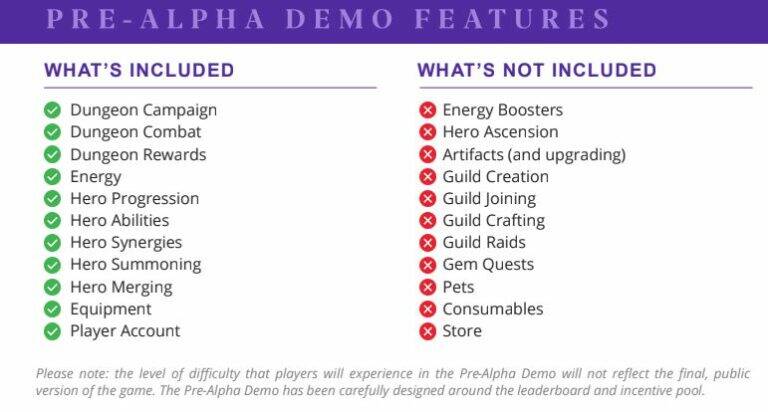 PRE-ALPHA DEMO FEATURES
WHAT'S INCLUDED
Dungeon Campaign
Dungeon Combat
Dungeon Rewards
Energy
Hero Progression
Hero Abilities
Hero Synergies
Hero Summoning
Hero Merging
Equipment
Player Account
WHAT'S NOT INCLUDED
Energy Boosters
Hero Ascension
Artifacts (and upgrading)
Guild Creation
Guild Joining
Guild Crafting
Guild Raids
Gem Quests
Pets
Consumables
Store
Please note: the level of difficulty that players will experience in the Pre-Alpha Demo will not reflect the final, public
version of the game. The Pre-Alpha Demo has been carefully designed around the leaderboard and incentive pool.